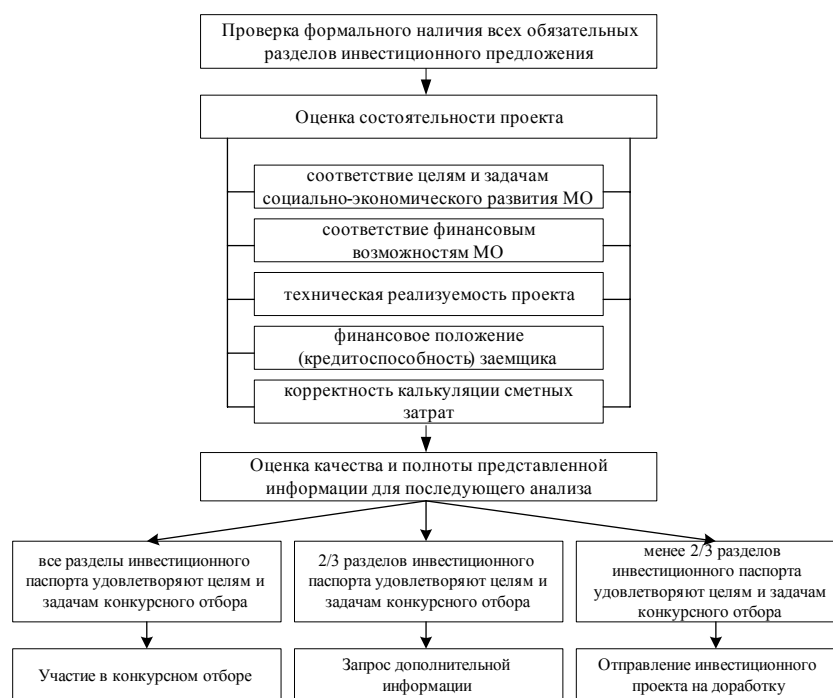 Проверка формального наличия всех обязательных
разделов инвестиционного предложения
Оценка состоятельности проекта
соответствие целям и задачам
социально-экономического развития МО
соответствие финансовым
возможностям МО
техническая реализуемость проекта
финансовое положение
(кредитоспособность) заемщика
корректность калькуляции сметных
затрат
Оценка качества и полноты представленной
информации для последующего анализа
все разделы инвестиционного
паспорта удовлетворяют целям и
задачам конкурсного отбора
2/3 разделов инвестиционного
паспорта удовлетворяют целям и
задачам конкурсного отбора
менее 2/3 разделов
инвестиционного паспорта
удовлетворяют целям и задачам
конкурсного отбора
Участие в конкурсном отборе
Запрос дополнительной
информации
Отправление инвестиционного
проекта на доработку